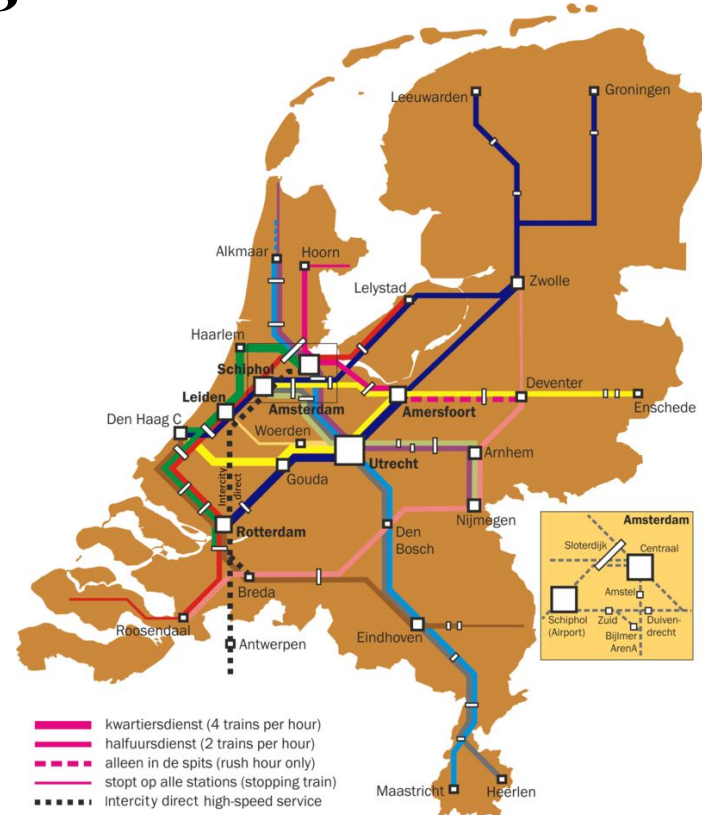 Leeuwarden
Groningen
Alkmaar
Hoorn
Lelystad
Zwolle
Haarlem
Schiphol
Leiden
Amsterdam
Amersfoort
Deventer
Enschede
Den Haag C
Woerden
Utrecht
Arnhem
Gouda
Intercity
direct
Nijmegen
Rotterdam
Den
Bosch
Breda
Roosendaal
Eindhoven
Antwerpen
Maastricht
Heerlen
Amsterdam
Sloterdijk
Centraal
Amstel
Schiphol
(Airport)
Zuid
Duiven-
drecht
Bijlmer
ArenA
kwartiersdienst (4 trains per hour)
halfuursdienst (2 trains per hour)
alleen in de spits (rush hour only)
stopt op alle stations (stopping train)
Intercity direct high-speed service